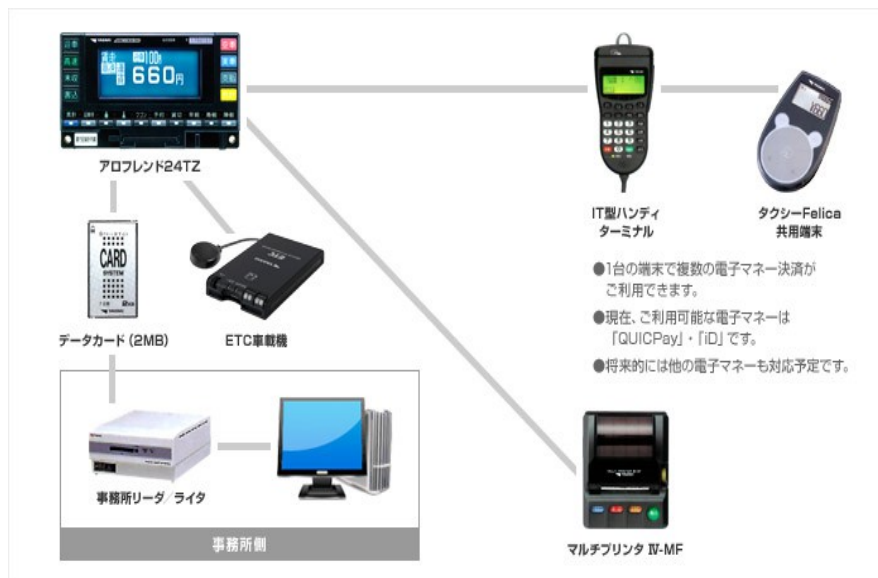 660円
アロフレンド24TZ
IT型ハンディ
ターミナル
タクシーFelica
共用端末
CARD
SYSTEM
データカード（2MB）
ETC車載機
●1台の端末で複数の電子マネー決済が
ご利用できます。
●現在、ご利用可能な電子マネーは
「QUICPay」・「iD」です。
●将来的には他の電子マネーも対応予定です。
事務所リーダ／ライタ
事務所側
マルチプリンタ Ⅳ-MF